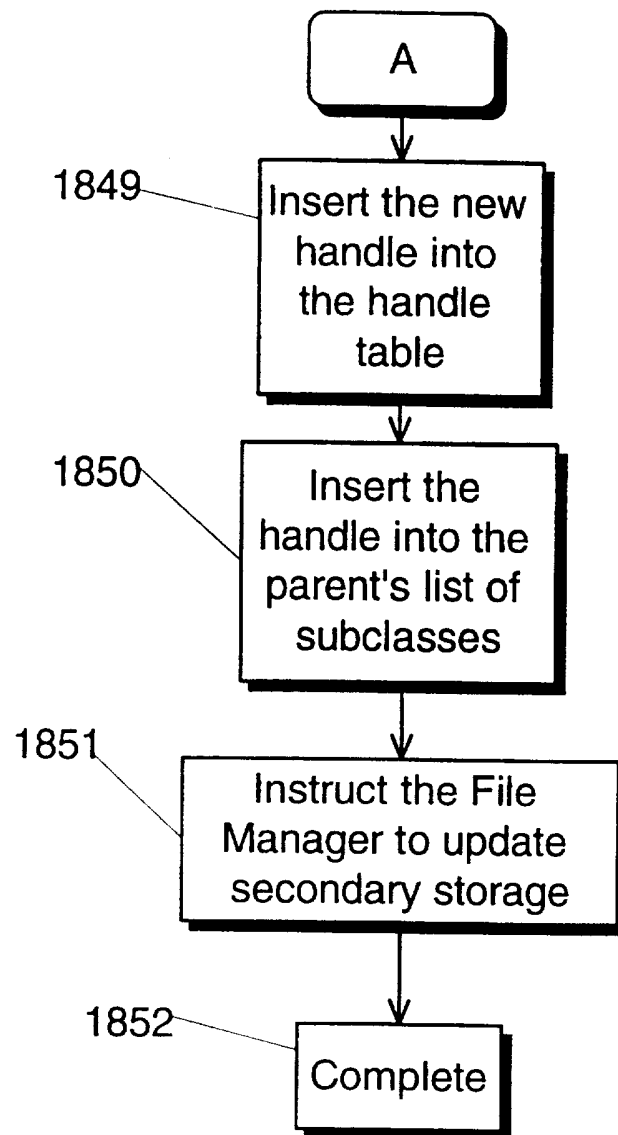 A
1849
Insert the new
handle into
the handle
table
1850
Insert the
handle into the
parent's list of
subclasses
1851
Instruct the File
Manager to update
secondary storage
1852
Complete